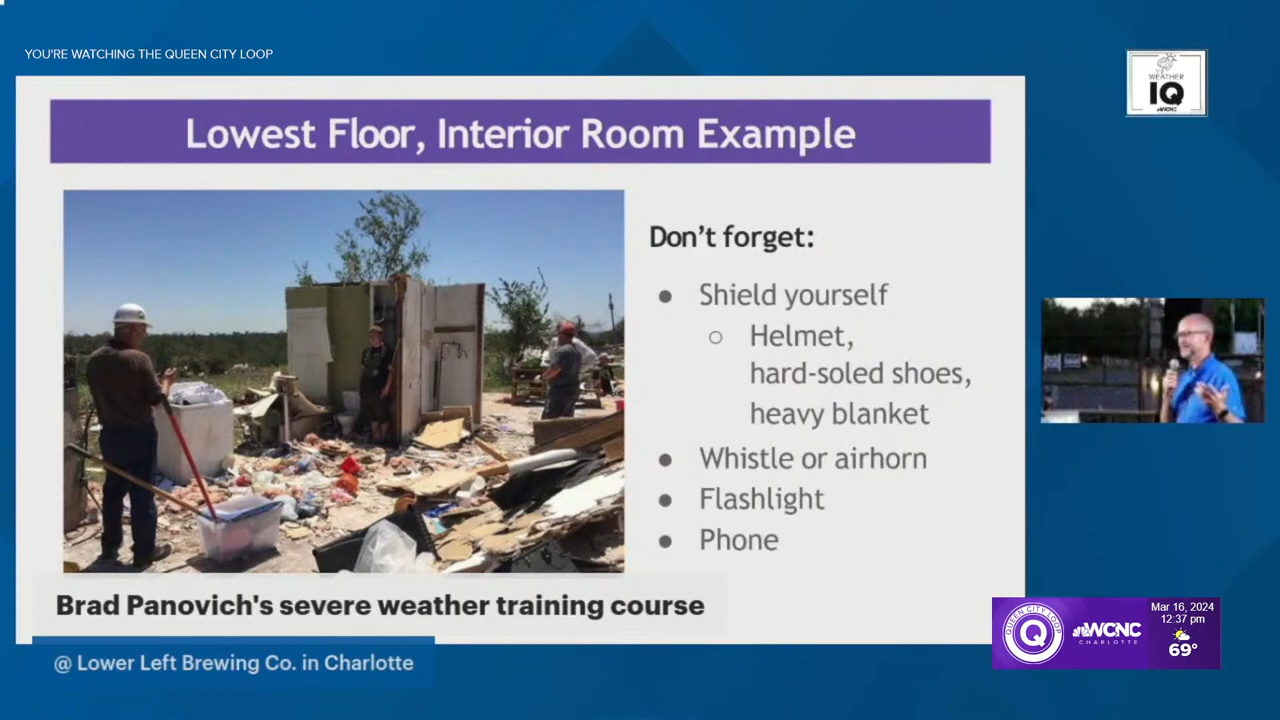 YOU'RE WATCHING THE QUEEN CITY LOOP
WEATHER
IQ
WCNC
Lowest Floor, Interior Room Example
Don't forget:
● Shield yourself
○ Helmet,
hard-soled shoes,
heavy blanket
● Whistle or airhorn
● Flashlight
● Phone
Brad Panovich's severe weather training course
@ Lower Left Brewing Co. in Charlotte
QUEEN CITY LOOP
Q
WCNC
CHARLOTTE
Mar 16, 2024
12:37 pm
69°